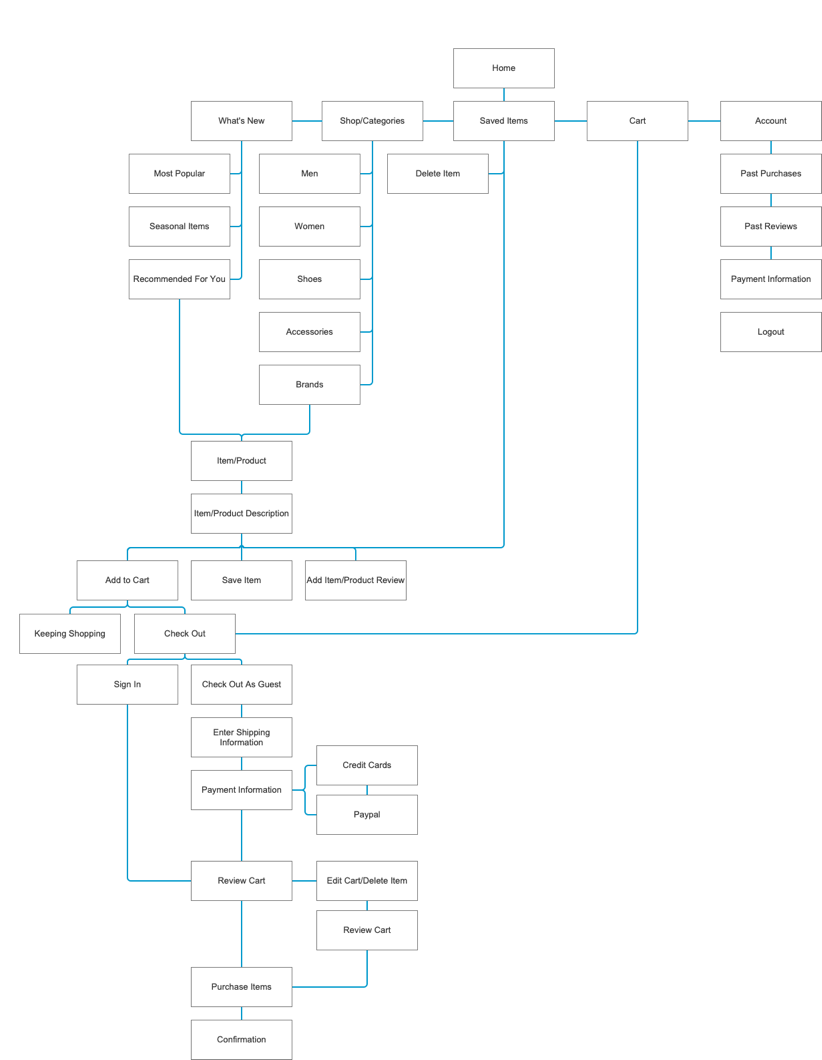 Home
What's New
Shop/Categories
Saved Items
Cart
Account
Most Popular
Men
Delete Item
Past Purchases
Seasonal Items
Women
Past Reviews
Recommended For You
Shoes
Payment Information
Accessories
Logout
Brands
Item/Product
Item/Product Description
Add to Cart
Save Item
Add Item/Product Review
Keeping Shopping
Check Out
Sign In
Check Out As Guest
Enter Shipping
Information
Credit Cards
Payment Information
Paypal
Review Cart
Edit Cart/Delete Item
Review Cart
Purchase Items
Confirmation